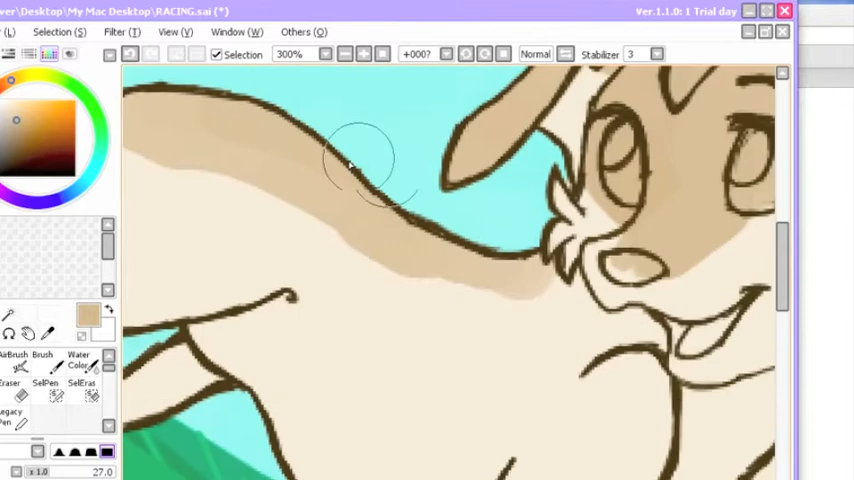 ver\Desktop\My Mac Desktop\RACING.sai (*) Ver.1.1.0: 1 Trial day
(L) Selection (S) Filter (T) View (V) Window (W) Others (O)
Selection 300% +000? Normal Stabilizer 3
AirBrush Brush Water Color
Eraser SelPen SelEras
Legacy Pen
x 1.0 27.0